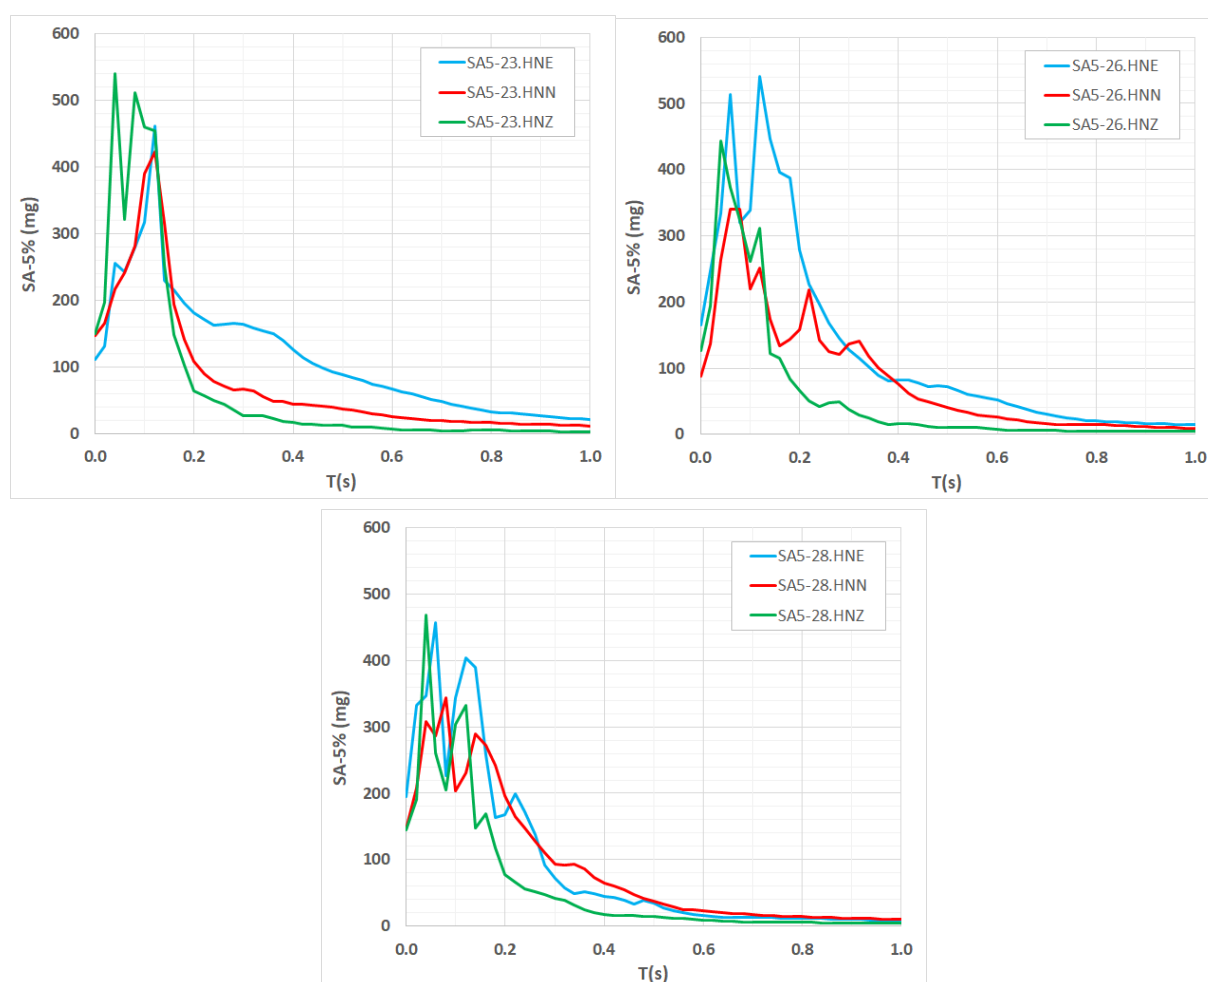 600
500
400
300
200
100
0
SA-5% (mg)
SA5-23.HNE
SA5-23.HNN
SA5-23.HNZ
0.0 0.2 0.4 0.6 0.8 1.0
T(s)
600
500
400
300
200
100
0
SA-5% (mg)
SA5-26.HNE
SA5-26.HNN
SA5-26.HNZ
0.0 0.2 0.4 0.6 0.8 1.0
T(s)
600
500
400
300
200
100
0
SA-5% (mg)
SA5-28.HNE
SA5-28.HNN
SA5-28.HNZ
0.0 0.2 0.4 0.6 0.8 1.0
T(s)